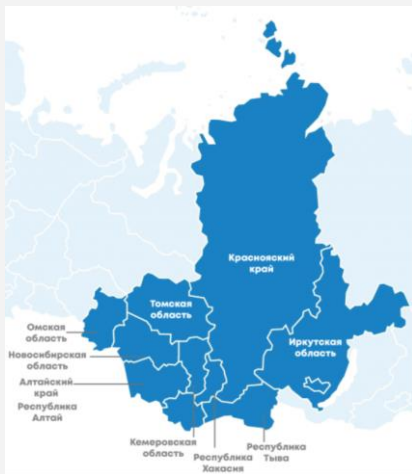 Красноярский
край
Томская
область
Иркутская
область
Омская
область
Новосибирская
область
Алтайский
край
Республика
Алтай
Кемеровская
область
Республика
Хакасия
Республика
Тыва